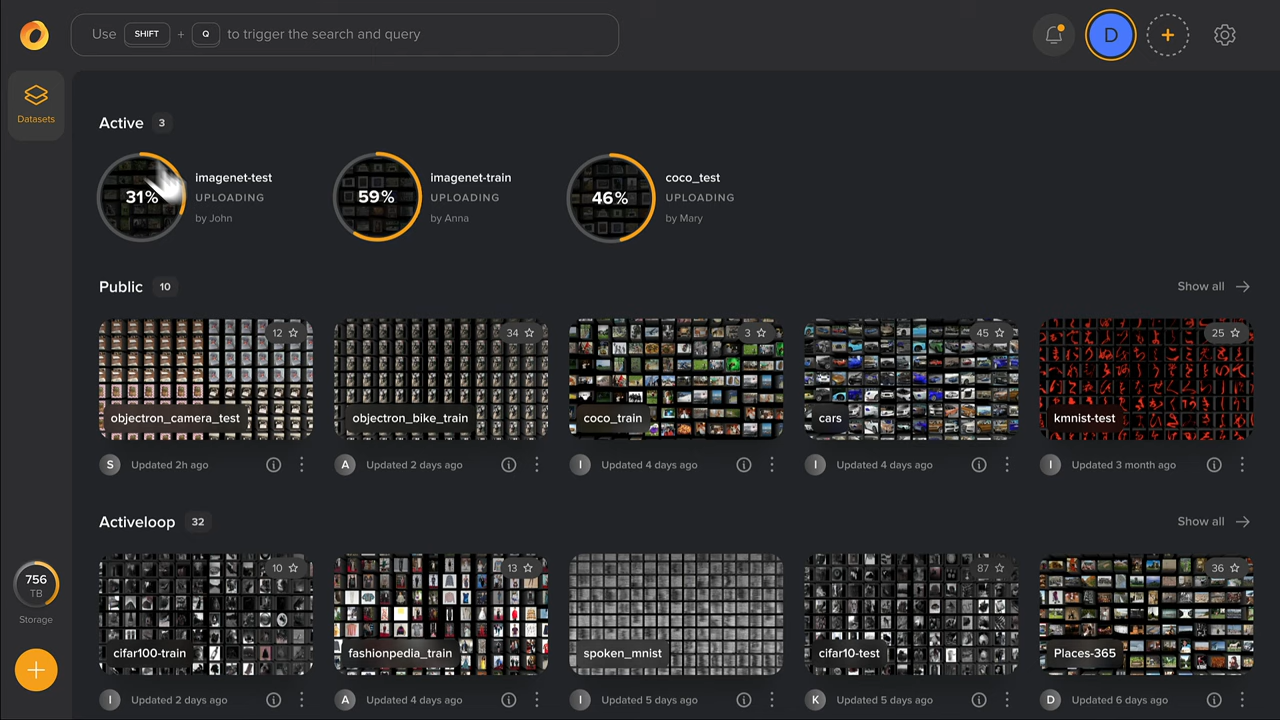 Use SHIFT + Q to trigger the search and query
D
Datasets
Active 3
31%
imagenet-test
UPLOADING
by John
59%
imagenet-train
UPLOADING
by Anna
46%
coco_test
UPLOADING
by Mary
Public 10
Show all
12
objectron_camera_test
S Updated 2h ago
34
objectron_bike_train
A Updated 2 days ago
3
coco_train
I Updated 4 days ago
45
cars
I Updated 4 days ago
25
kmnist-test
I Updated 3 month ago
Activeloop 32
Show all
10
cifar100-train
I Updated 2 days ago
13
fashionpedia_train
A Updated 4 days ago
spoken_mnist
I Updated 5 days ago
87
cifar10-test
K Updated 5 days ago
36
Places-365
D Updated 6 days ago
756
TB
Storage